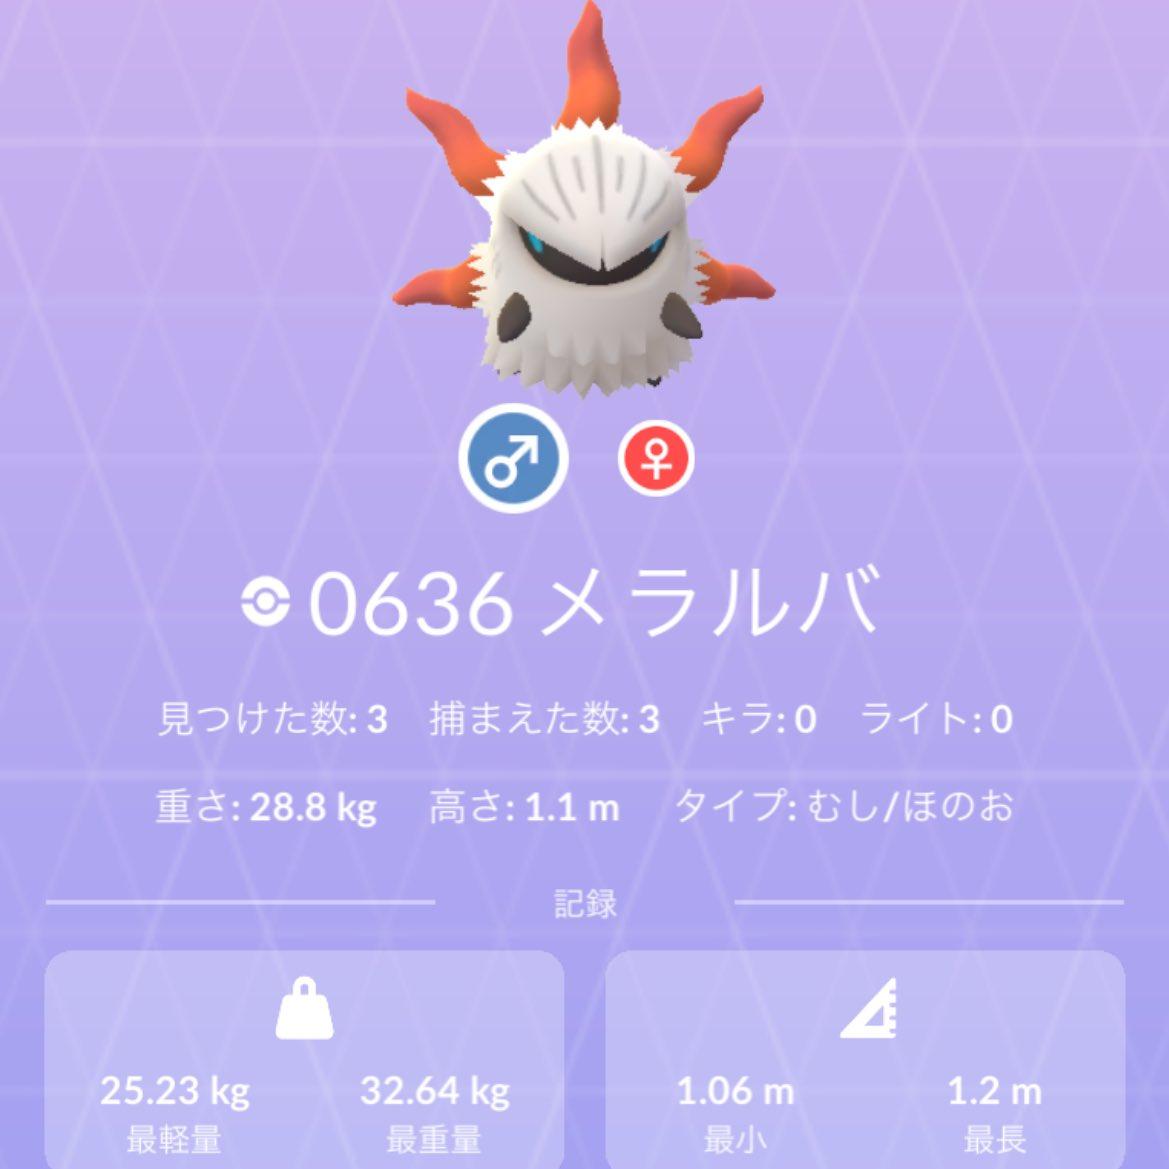 0636 メラルバ
見つけた数: 3 捕まえた数: 3 キラ: 0 ライト: 0
重さ: 28.8 kg 高さ: 1.1 m タイプ: むし/ほのお
記録
25.23 kg 32.64 kg 1.06 m 1.2 m
最軽量 最重量 最小 最長